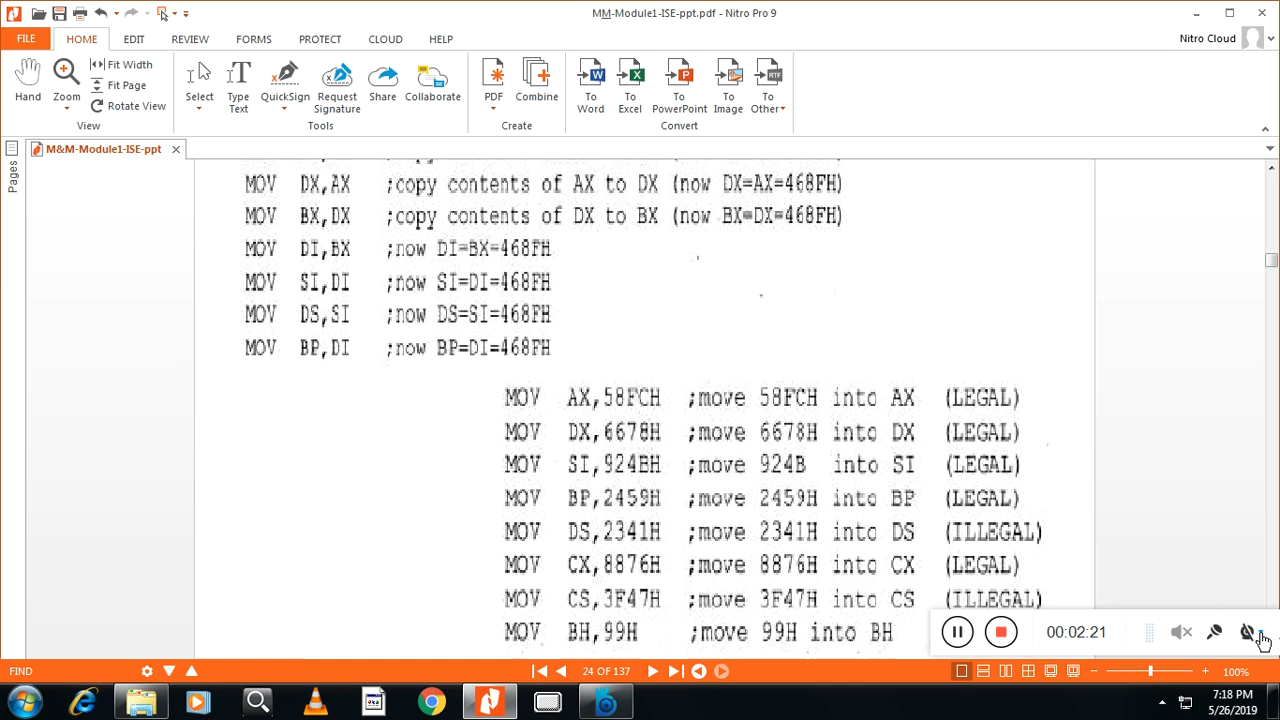 MM-Module1-ISE-ppt.pdf - Nitro Pro 9
FILE HOME EDIT REVIEW FORMS PROTECT CLOUD HELP Nitro Cloud
Hand Zoom Fit Width Fit Page Rotate View Select Type Text QuickSign Request Signature Share Collaborate PDF Combine To Word To Excel To PowerPoint To Image To Other
View Tools Create Convert
M&M-Module1-ISE-ppt
Pages
MOV DX,AX ;copy contents of AX to DX (now DX=AX=468FH)
MOV BX,DX ;copy contents of DX to BX (now BX=DX=468FH)
MOV DI,BX ;now DI=BX=468FH
MOV SI,DI ;now SI=DI=468FH
MOV DS,SI ;now DS=SI=468FH
MOV BP,DI ;now BP=DI=468FH
MOV AX,58FCH ;move 58FCH into AX (LEGAL)
MOV DX,6678H ;move 6678H into DX (LEGAL)
MOV SI,924BH ;move 924B into SI (LEGAL)
MOV BP,2459H ;move 2459H into BP (LEGAL)
MOV DS,2341H ;move 2341H into DS (ILLEGAL)
MOV CX,8876H ;move 8876H into CX (LEGAL)
MOV CS,3F47H ;move 3F47H into CS (ILLEGAL)
MOV BH,99H ;move 99H into BH
00:02:21
FIND 24 OF 137 100%
7:18 PM
5/26/2019